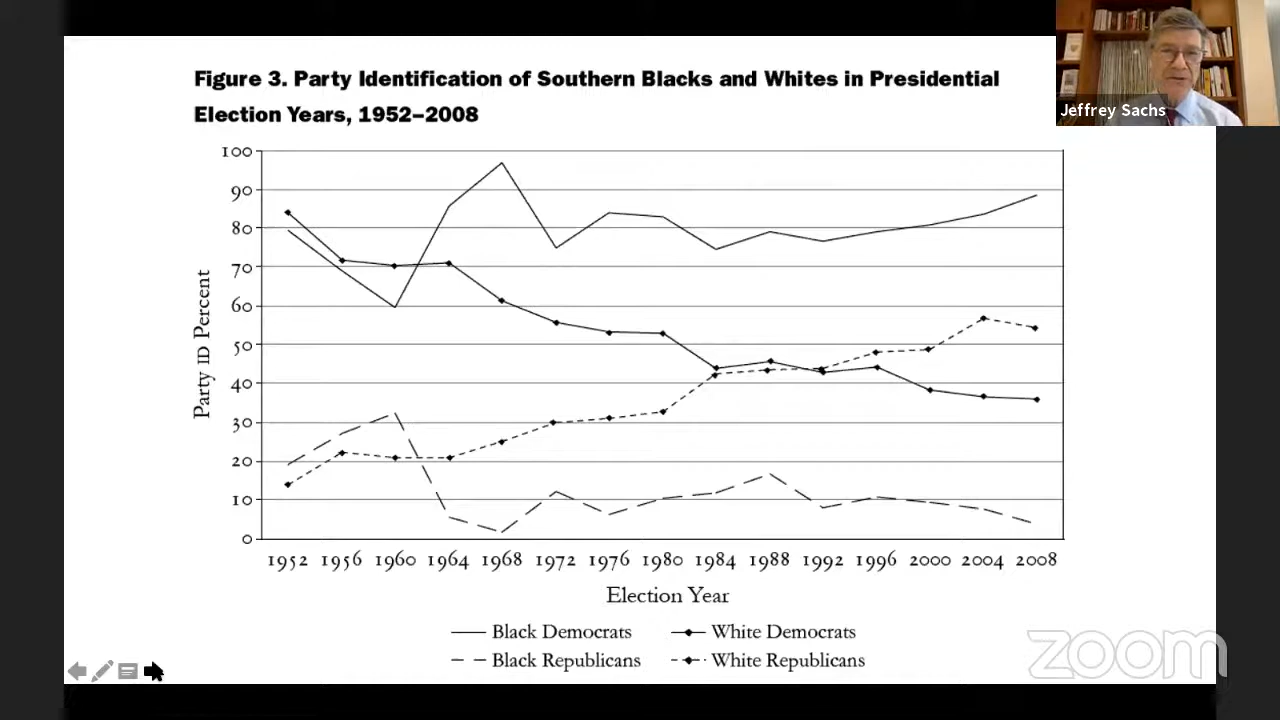 Figure 3. Party Identification of Southern Blacks and Whites in Presidential
Election Years, 1952–2008
Jeffrey Sachs
100
90
80
70
60
50
40
30
20
10
0
Party ID Percent
1952 1956 1960 1964 1968 1972 1976 1980 1984 1988 1992 1996 2000 2004 2008
Election Year
Black Democrats White Democrats
Black Republicans White Republicans
zoom